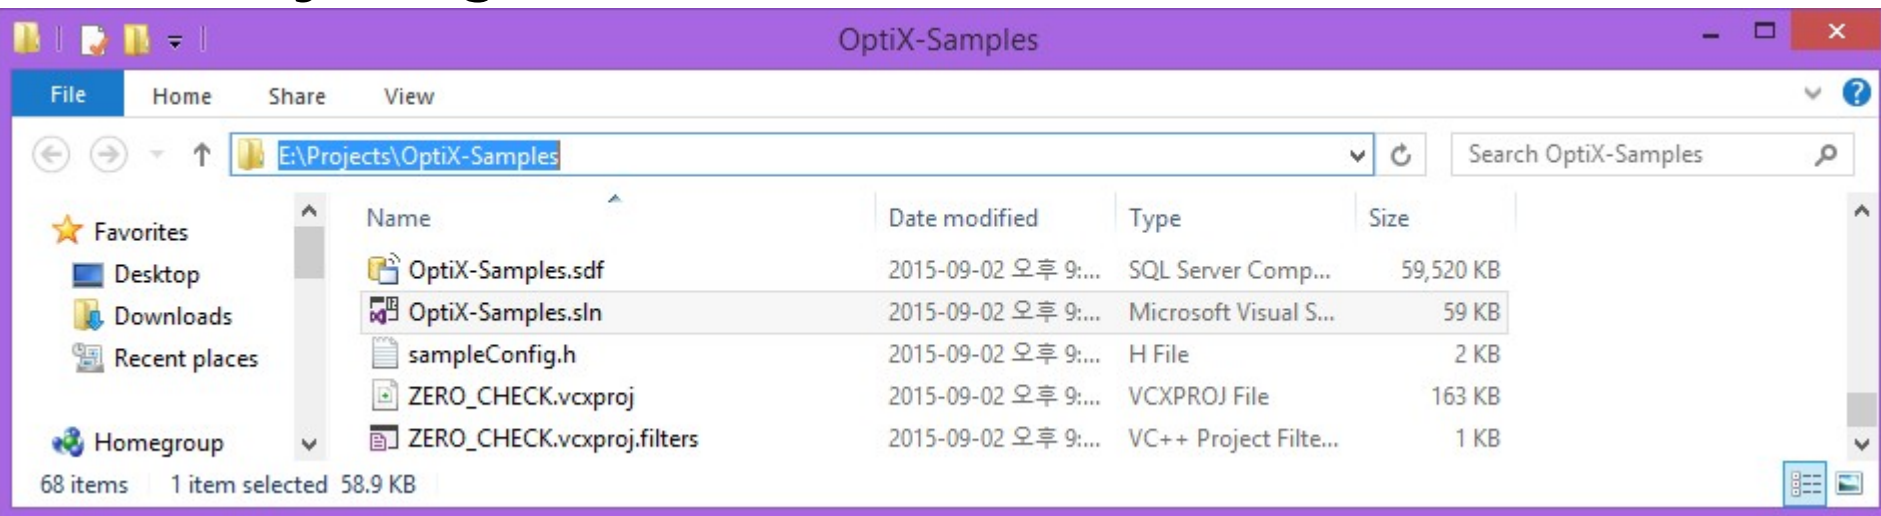 OptiX-Samples
File Home Share View
E:\Projects\OptiX-Samples Search OptiX-Samples
Favorites
Desktop
Downloads
Recent places
Homegroup
Name Date modified Type Size
OptiX-Samples.sdf 2015-09-02 오후 9:... SQL Server Comp... 59,520 KB
OptiX-Samples.sln 2015-09-02 오후 9:... Microsoft Visual S... 59 KB
sampleConfig.h 2015-09-02 오후 9:... H File 2 KB
ZERO_CHECK.vcxproj 2015-09-02 오후 9:... VCXPROJ File 163 KB
ZERO_CHECK.vcxproj.filters 2015-09-02 오후 9:... VC++ Project Filte... 1 KB
68 items 1 item selected 58.9 KB